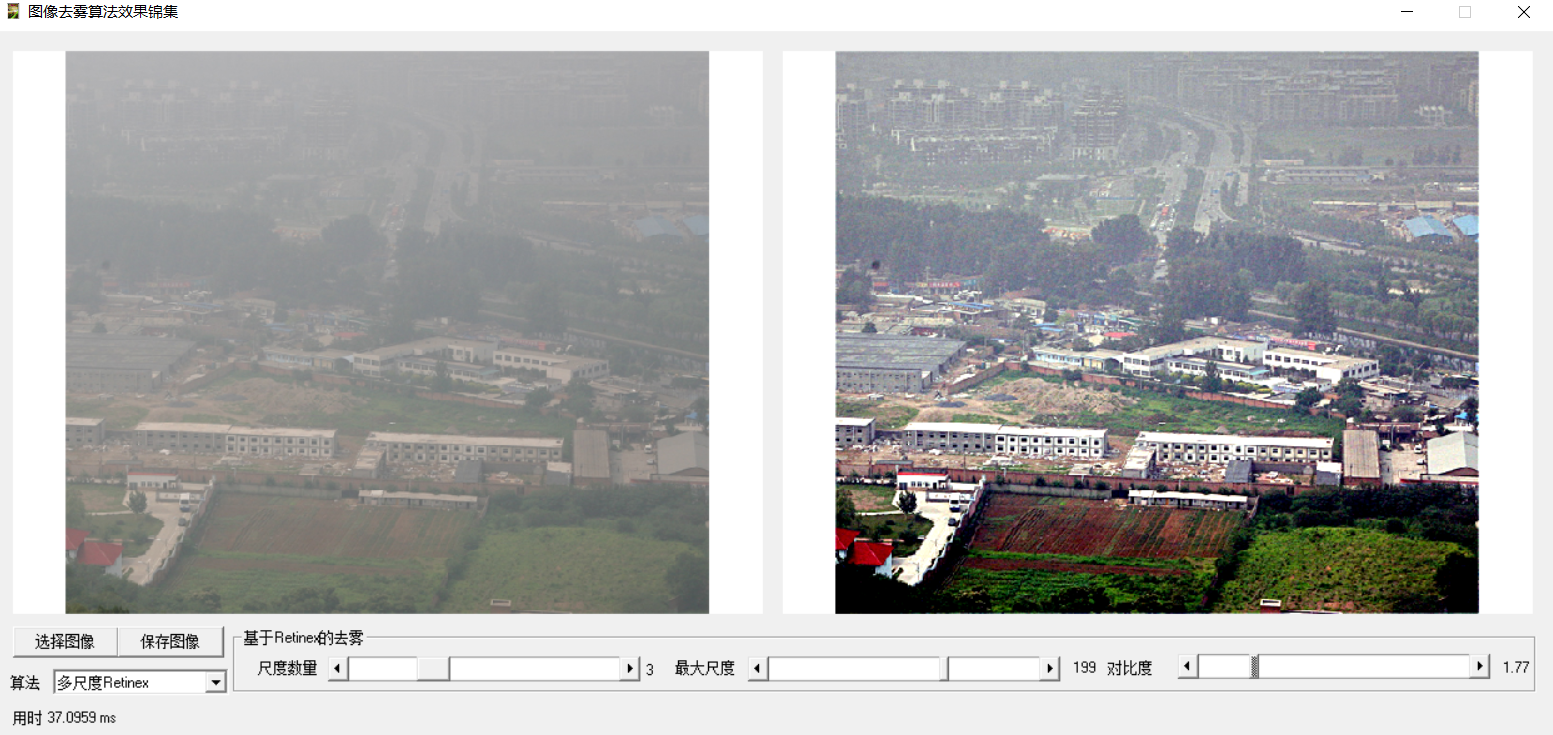 图像去雾算法效果锦集
选择图像 保存图像
基于Retinex的去雾
尺度数量 3 最大尺度 199 对比度 1.77
算法 多尺度Retinex
用时 37.0959 ms